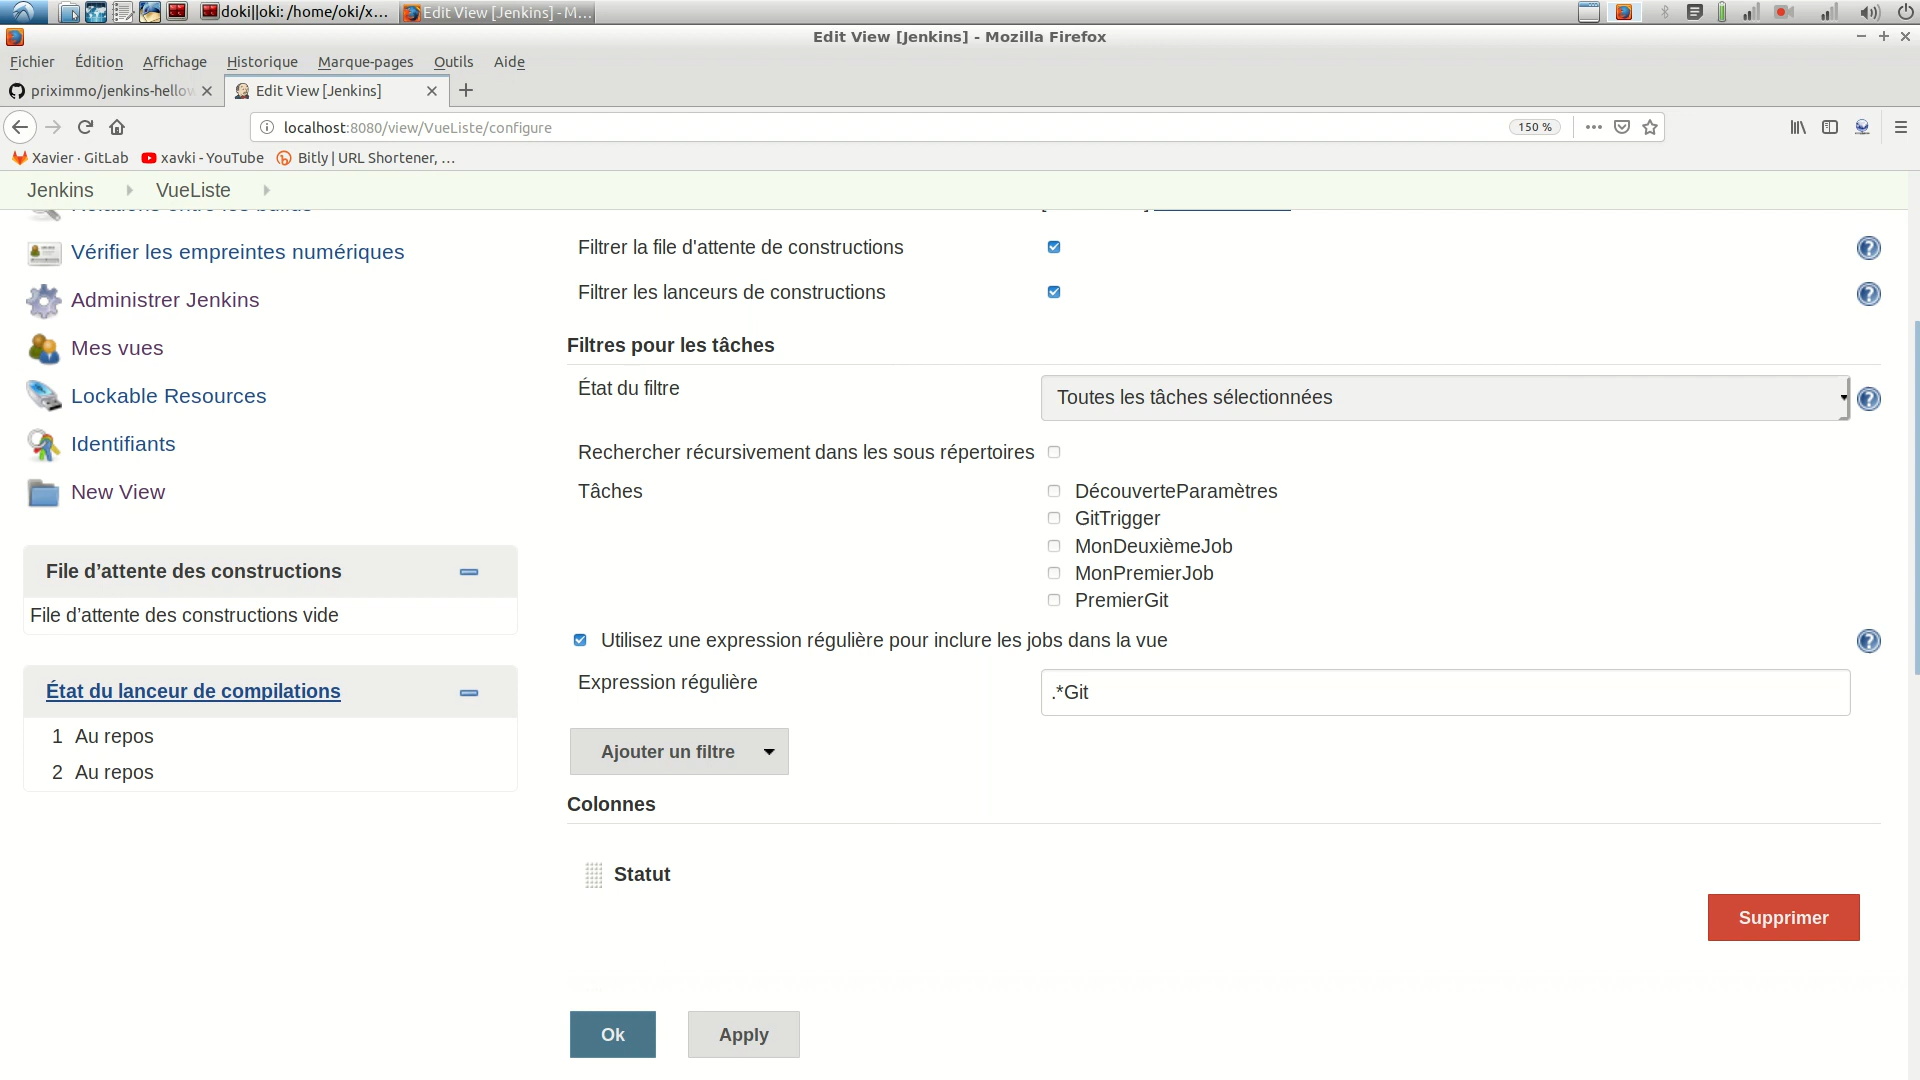 doki||oki: /home/oki/x...
Edit View [Jenkins] - M...
Edit View [Jenkins] - Mozilla Firefox
Fichier Édition Affichage Historique Marque-pages Outils Aide
priximmo/jenkins-hellow
Edit View [Jenkins]
localhost:8080/view/VueListe/configure
150 %
Xavier · GitLab
xavki - YouTube
Bitly | URL Shortener, ...
Jenkins
VueListe
Relations entre les builds
Vérifier les empreintes numériques
Administrer Jenkins
Mes vues
Lockable Resources
Identifiants
New View
File d’attente des constructions
File d’attente des constructions vide
État du lanceur de compilations
1 Au repos
2 Au repos
Filtrer la file d'attente de constructions
Filtrer les lanceurs de constructions
Filtres pour les tâches
État du filtre
Toutes les tâches sélectionnées
Rechercher récursivement dans les sous répertoires
Tâches
DécouverteParamètres
GitTrigger
MonDeuxièmeJob
MonPremierJob
PremierGit
Utilisez une expression régulière pour inclure les jobs dans la vue
Expression régulière
.*Git
Ajouter un filtre
Colonnes
Statut
Supprimer
Ok
Apply